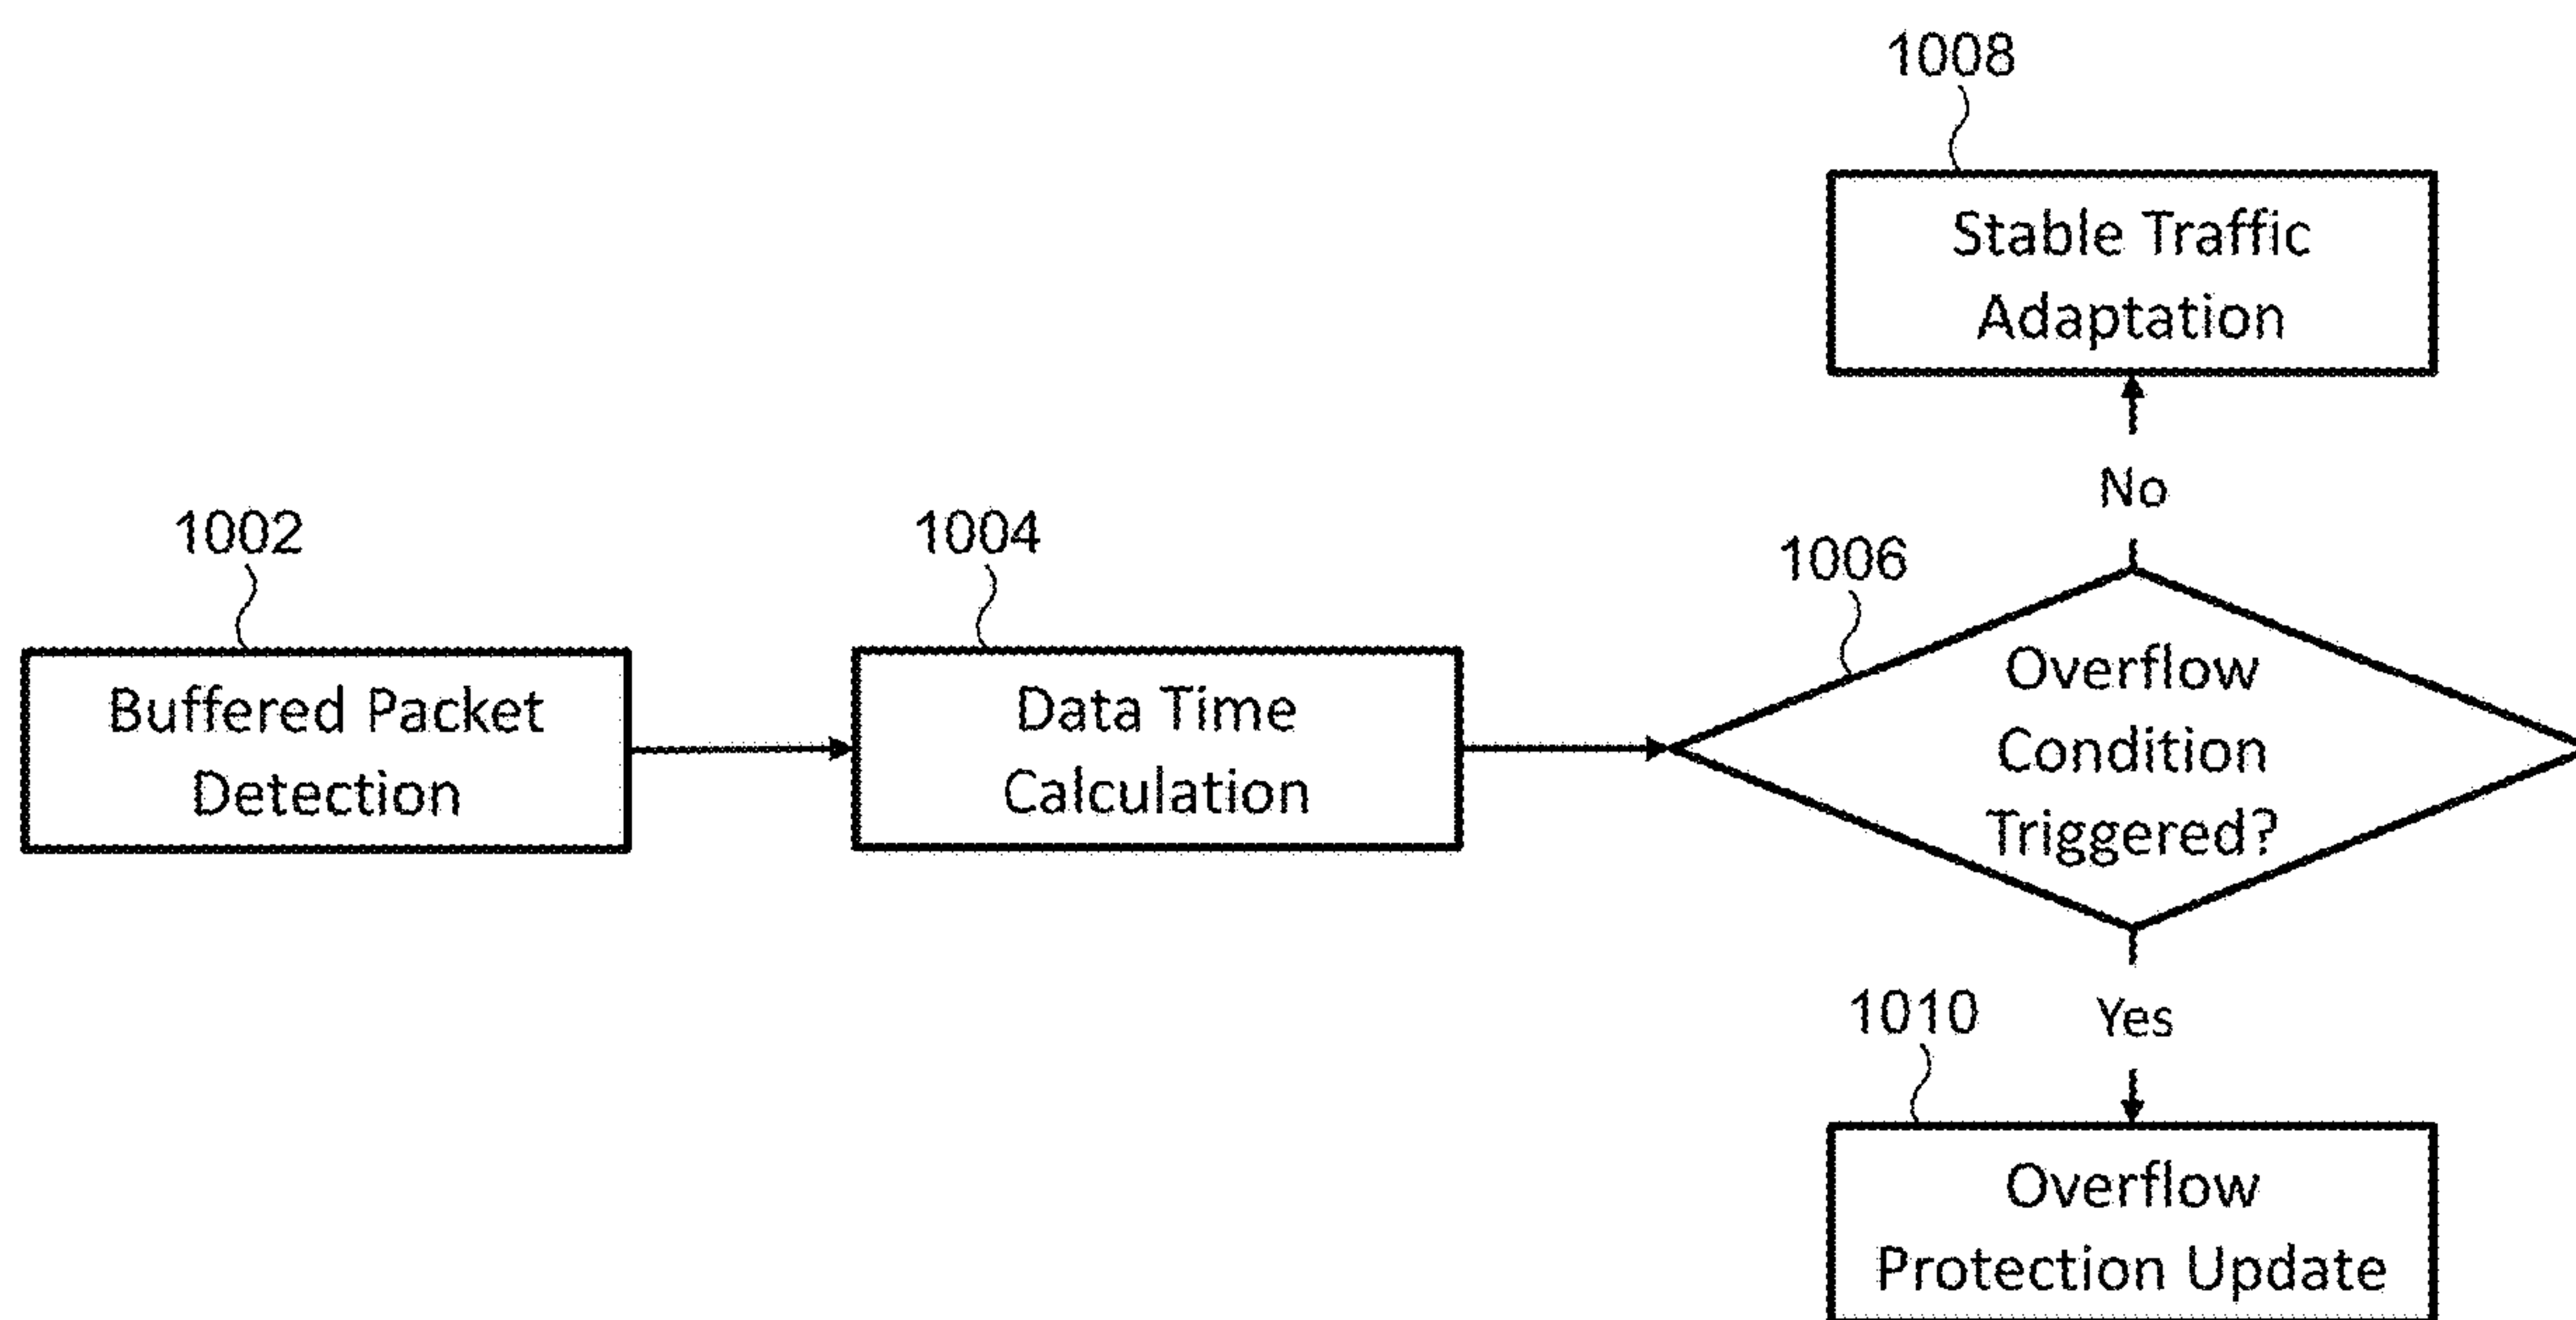 1008
Stable Traffic
Adaptation
No
1002
1004
1006
Buffered Packet
Detection
Data Time
Calculation
Overflow
Condition
Triggered?
Yes
1010
Overflow
Protection Update